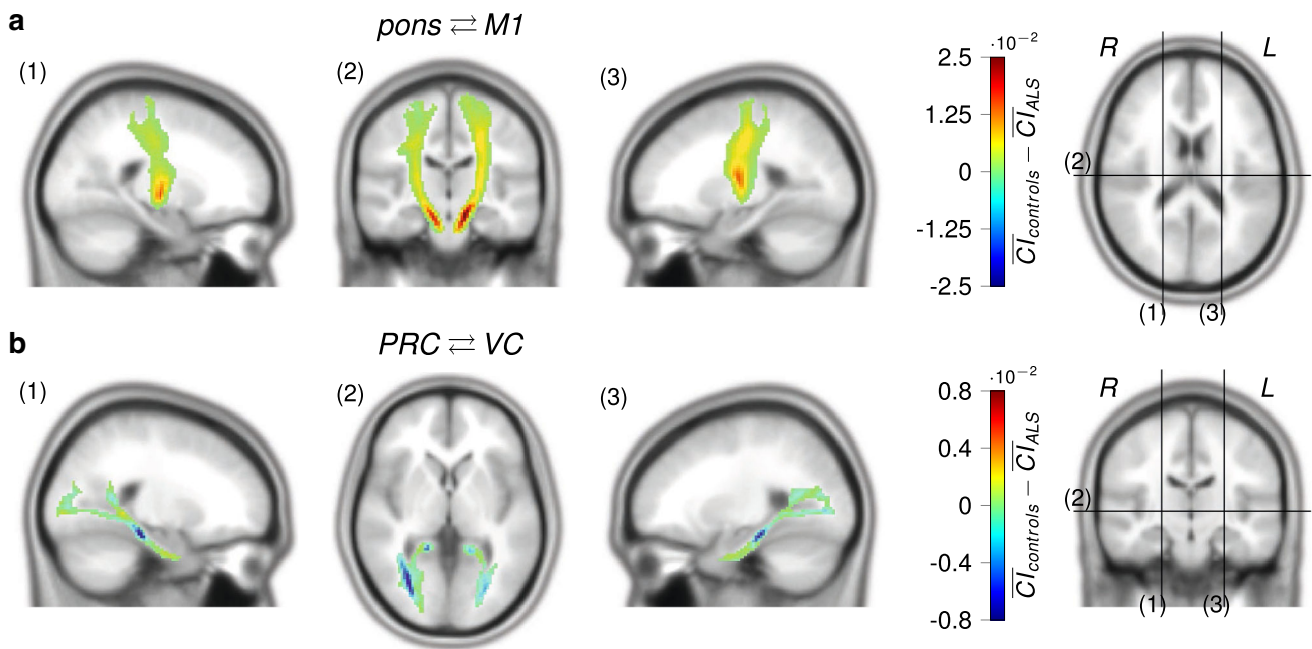 a
pons ⇄ M1
(1)
(2)
(3)
·10⁻²
2.5
1.25
0
-1.25
-2.5
CI̅controls − CI̅ALS
R
L
(2)
(1)
(3)
b
PRC ⇄ VC
(1)
(2)
(3)
·10⁻²
0.8
0.4
0
-0.4
-0.8
CI̅controls − CI̅ALS
R
L
(2)
(1)
(3)